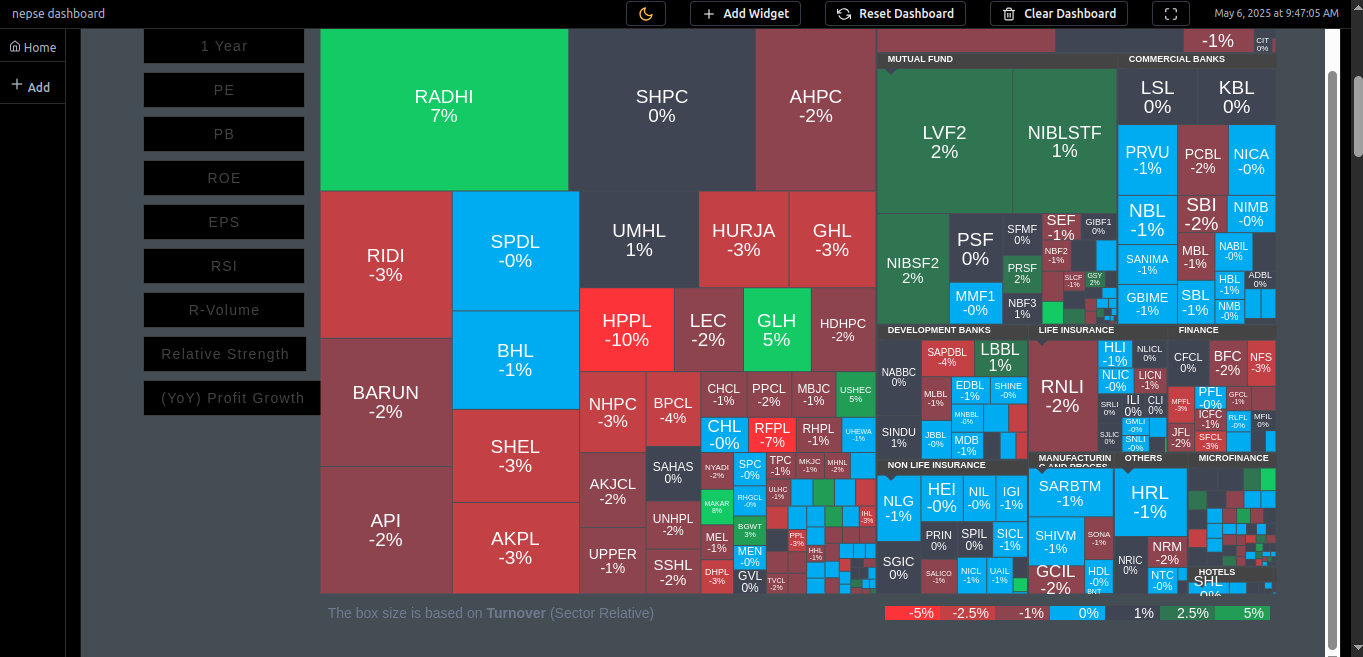 nepse dashboard
Add Widget
Reset Dashboard
Clear Dashboard
May 6, 2025 at 9:47:05 AM
Home
Add
1 Year
PE
PB
ROE
EPS
RSI
R-Volume
Relative Strength
(YoY) Profit Growth
RADHI
7%
SHPC
0%
AHPC
-2%
RIDI
-3%
SPDL
-0%
UMHL
1%
HURJA
-3%
GHL
-3%
BHL
-1%
HPPL
-10%
LEC
-2%
GLH
5%
HDHPC
-2%
BARUN
-2%
NHPC
-3%
BPCL
-4%
CHCL
-1%
PPCL
-2%
MBJC
-1%
USHEC
5%
SHEL
-3%
CHL
-0%
RFPL
-7%
RHPL
-1%
UHEWA
-1%
API
-2%
AKPL
-3%
AKJCL
-2%
SAHAS
0%
NYADI
-2%
SPC
-0%
TPC
-1%
MKJC
-1%
MHNL
-2%
UNHPL
-2%
MAKAR
8%
RHGCL
-0%
ULHC
-1%
IHL
-3%
BGWT
3%
UPPER
-1%
SSHL
-2%
MEL
-1%
MEN
-0%
PPL
-3%
HHL
-1%
DHPL
-3%
GVL
0%
TVCL
-2%
-1%
CIT
0%
MUTUAL FUND
LVF2
2%
NIBLSTF
1%
NIBSF2
2%
PSF
0%
SFMF
0%
SEF
-1%
GIBF1
0%
NBF2
-1%
PRSF
2%
SLCF
-1%
GSY
2%
MMF1
-0%
NBF3
1%
COMMERCIAL BANKS
LSL
0%
KBL
0%
PRVU
-1%
PCBL
-2%
NICA
-0%
NBL
-1%
SBI
-2%
NIMB
-0%
SANIMA
-1%
MBL
-1%
NABIL
-0%
ADBL
0%
GBIME
-1%
SBL
-1%
HBL
-1%
NMB
-0%
DEVELOPMENT BANKS
NABBC
0%
SAPDBL
-4%
LBBL
1%
MLBL
-1%
EDBL
-1%
SHINE
-0%
MNBBL
-0%
SINDU
1%
JBBL
-0%
MDB
-1%
LIFE INSURANCE
RNLI
-2%
HLI
-1%
NLICL
0%
NLIC
-0%
LICN
-1%
SRLI
0%
ILI
0%
CLI
0%
GMLI
-0%
SJLIC
0%
SNLI
-0%
FINANCE
CFCL
0%
BFC
-2%
NFS
-3%
MPFL
-3%
PFL
-0%
GFCL
-1%
ICFC
-1%
RLFL
-0%
MFIL
0%
JFL
-2%
SFCL
-3%
NON LIFE INSURANCE
NLG
-1%
HEI
-0%
NIL
-0%
IGI
-1%
PRIN
0%
SPIL
0%
SICL
-1%
SGIC
0%
SALICO
-1%
NICL
-1%
UAIL
-1%
MANUFACTURIN
G AND PROCES
SARBTM
-1%
SHIVM
-1%
SONA
-1%
GCIL
-2%
HDL
-0%
BNT
OTHERS
HRL
-1%
NRIC
0%
NRM
-2%
NTC
-0%
MICROFINANCE
HOTELS
SHL
0%
The box size is based on Turnover (Sector Relative)
-5% -2.5% -1% 0% 1% 2.5% 5%